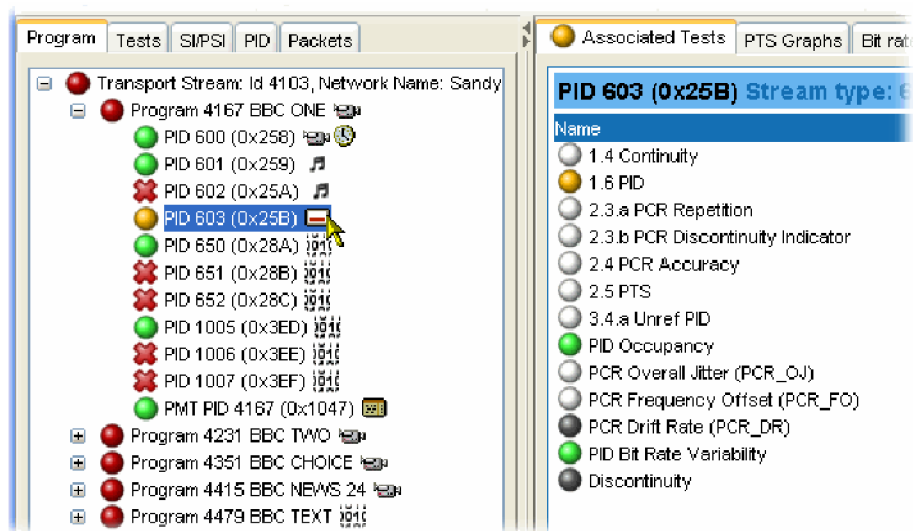 Program Tests SI/PSI PID Packets
Transport Stream: Id 4103, Network Name: Sandy
Program 4167 BBC ONE
PID 600 (0x258)
PID 601 (0x259)
PID 602 (0x25A)
PID 603 (0x25B)
PID 650 (0x28A)
PID 651 (0x28B)
PID 652 (0x28C)
PID 1005 (0x3ED)
PID 1006 (0x3EE)
PID 1007 (0x3EF)
PMT PID 4167 (0x1047)
Program 4231 BBC TWO
Program 4351 BBC CHOICE
Program 4415 BBC NEWS 24
Program 4479 BBC TEXT
Associated Tests PTS Graphs Bit rat
PID 603 (0x25B) Stream type: 6
Name
1.4 Continuity
1.6 PID
2.3.a PCR Repetition
2.3.b PCR Discontinuity Indicator
2.4 PCR Accuracy
2.5 PTS
3.4.a Unref PID
PID Occupancy
PCR Overall Jitter (PCR_OJ)
PCR Frequency Offset (PCR_FO)
PCR Drift Rate (PCR_DR)
PID Bit Rate Variability
Discontinuity